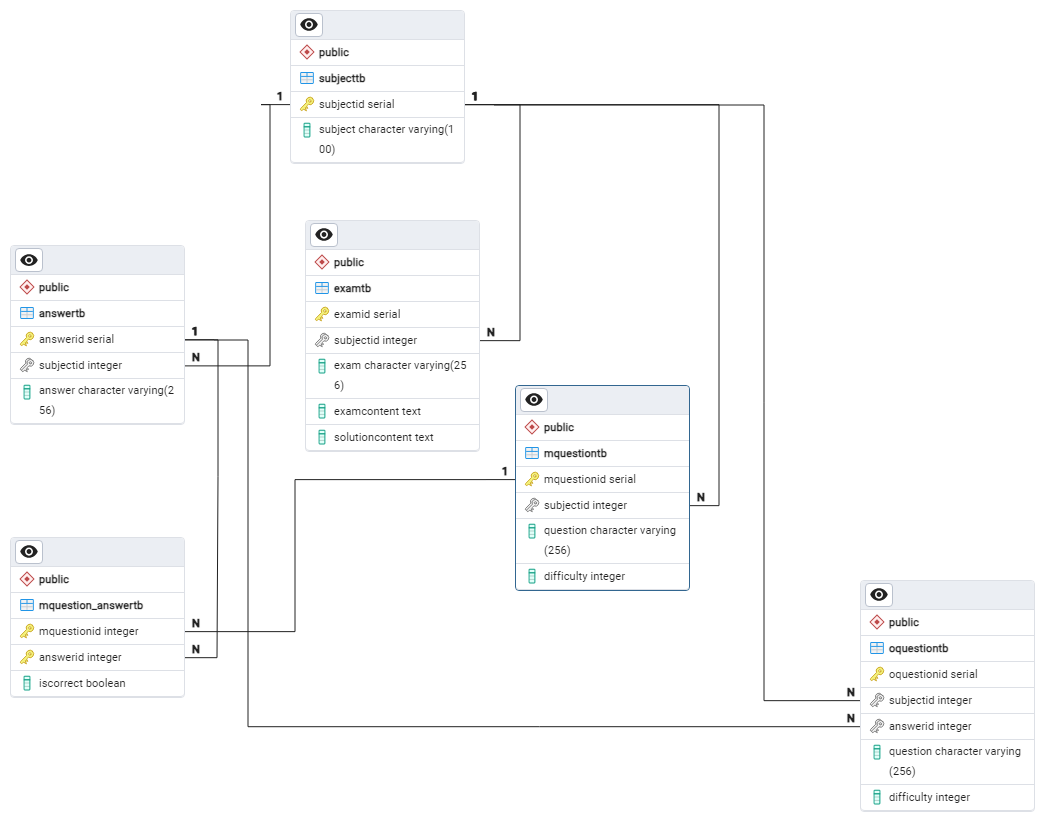 public
subjecttb
1
subjectid serial
1
subject character varying(1
00)
public
examtb
examid serial
subjectid integer
N
exam character varying(25
6)
examcontent text
solutioncontent text
public
answertb
answerid serial
1
subjectid integer
N
answer character varying(2
56)
public
mquestiontb
1
mquestionid serial
subjectid integer
N
question character varying
(256)
difficulty integer
public
mquestion_answertb
mquestionid integer
N
answerid integer
N
iscorrect boolean
public
oquestiontb
oquestionid serial
N
subjectid integer
N
answerid integer
question character varying
(256)
difficulty integer